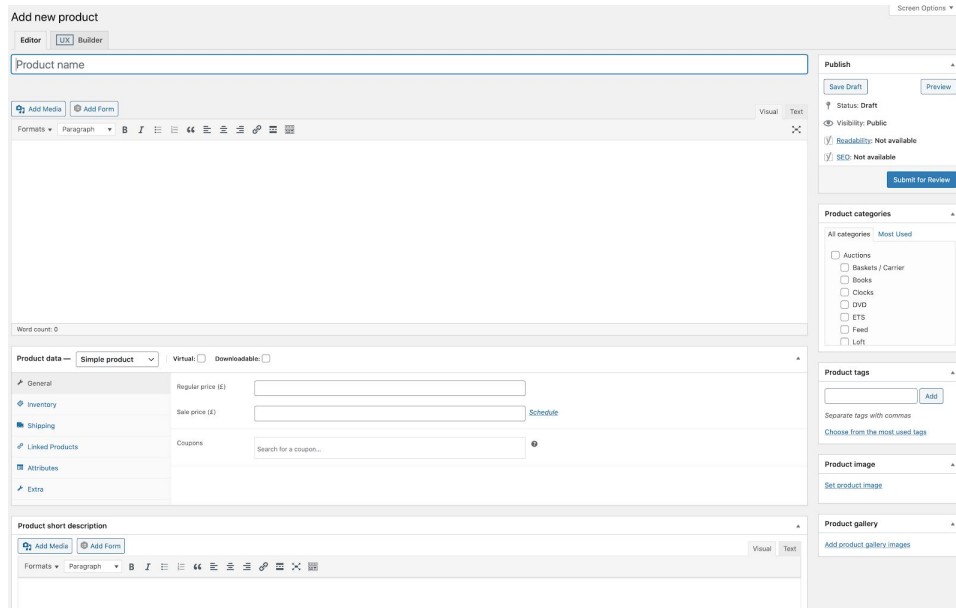 Screen Options ▼
Add new product
Editor UX Builder
Product name
Add Media Add Form
Visual Text
Formats Paragraph B I
Word count: 0
Product data — Simple product Virtual: Downloadable:
General
Inventory
Shipping
Linked Products
Attributes
Extra
Regular price (£)
Sale price (£) Schedule
Coupons Search for a coupon...
Product short description
Add Media Add Form
Visual Text
Formats Paragraph B I
Publish
Save Draft Preview
Status: Draft
Visibility: Public
Readability: Not available
SEO: Not available
Submit for Review
Product categories
All categories Most Used
Auctions
Baskets / Carrier
Books
Clocks
DVD
ETS
Feed
Loft
Product tags
Add
Separate tags with commas
Choose from the most used tags
Product image
Set product image
Product gallery
Add product gallery images